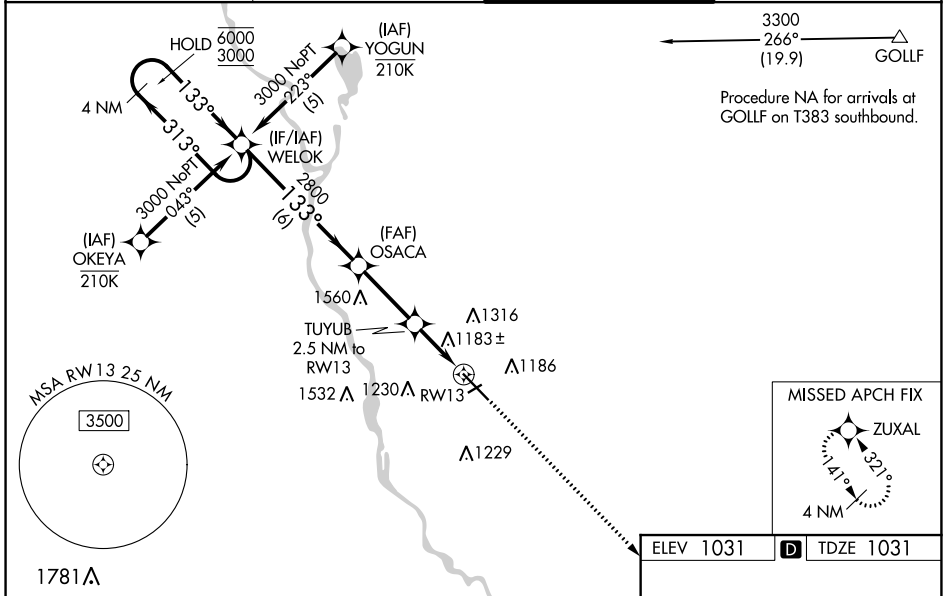 HOLD 6000
3000
(IAF)
YOGUN
210K
3000 NoPT
223°
(5)
3300
266°
(19.9)
GOLLF
Procedure NA for arrivals at
GOLLF on T383 southbound.
4 NM
133°
313°
(IF/IAF)
WELOK
3000 NoPT
043°
(5)
(IAF)
OKEYA
210K
2800
133°
(6)
(FAF)
OSACA
1560
TUYUB
2.5 NM to
RW13
1316
1183±
1186
1532
1230
RW13
1229
MSA RW13 25 NM
3500
1781
MISSED APCH FIX
ZUXAL
141°
321°
4 NM
ELEV 1031 D TDZE 1031